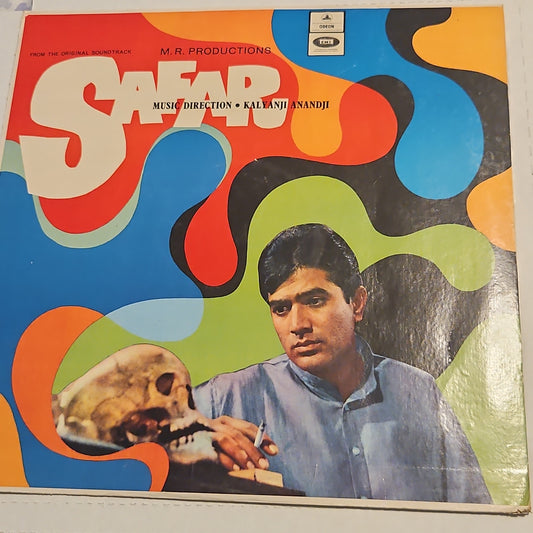 FROM THE ORIGINAL SOUNDTRACK
M.R. PRODUCTIONS
SAFAR
MUSIC DIRECTION • KALYANJI ANANDJI
ODEON
EMI